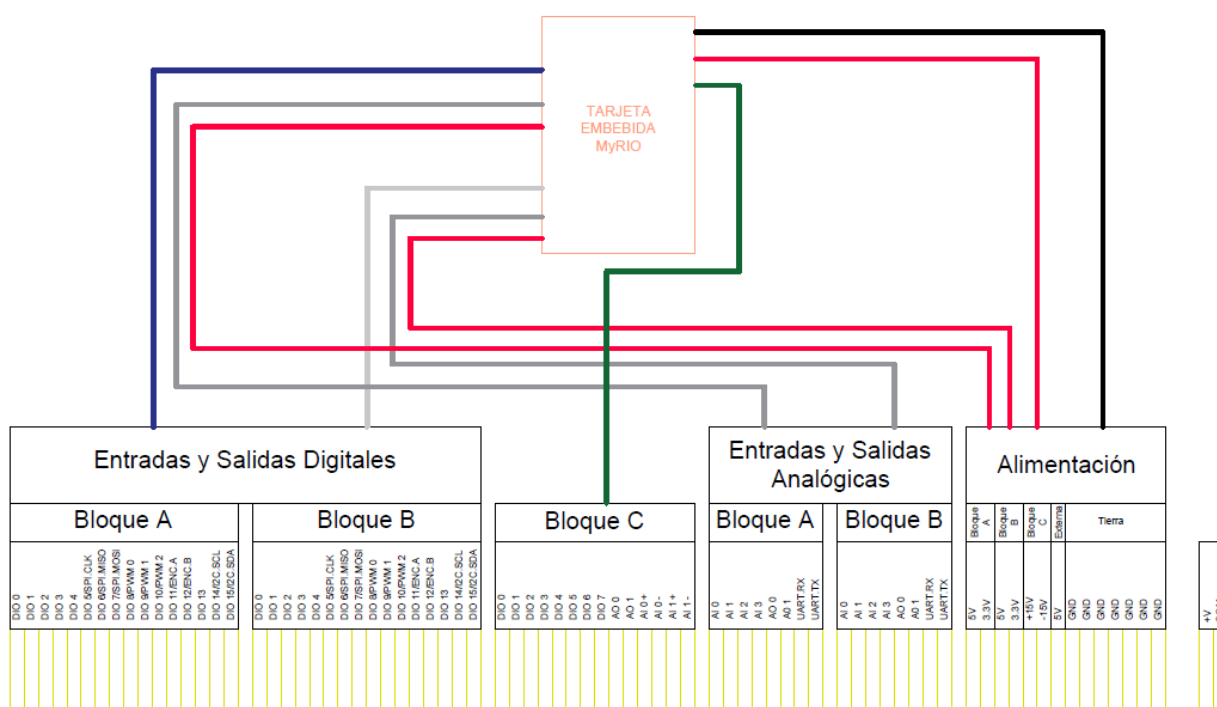 TARJETA
EMBEBIDA
MyRIO
Entradas y Salidas Digitales
Bloque A
DIO 0
DIO 1
DIO 2
DIO 3
DIO 4
DIO 5/SPI.CLK
DIO 6/SPI.MISO
DIO 7/SPI.MOSI
DIO 8/PWM 0
DIO 9/PWM 1
DIO 10/PWM 2
DIO 11/ENC.A
DIO 12/ENC.B
DIO 13
DIO 14/I2C.SCL
DIO 15/I2C.SDA
Bloque B
DIO 0
DIO 1
DIO 2
DIO 3
DIO 4
DIO 5/SPI.CLK
DIO 6/SPI.MISO
DIO 7/SPI.MOSI
DIO 8/PWM 0
DIO 9/PWM 1
DIO 10/PWM 2
DIO 11/ENC.A
DIO 12/ENC.B
DIO 13
DIO 14/I2C.SCL
DIO 15/I2C.SDA
Bloque C
DIO 0
DIO 1
DIO 2
DIO 3
DIO 4
DIO 5
DIO 6
DIO 7
AO 0
AO 1
AI 0+
AI 0-
AI 1+
AI 1-
Entradas y Salidas
Analógicas
Bloque A
AI 0
AI 1
AI 2
AI 3
AO 0
AO 1
UART.RX
UART.TX
Bloque B
AI 0
AI 1
AI 2
AI 3
AO 0
AO 1
UART.RX
UART.TX
Alimentación
Bloque
A
Bloque
B
Bloque
C
Externa
Tierra
5V
3.3V
5V
3.3V
+15V
-15V
5V
GND
GND
GND
GND
GND
GND
GND
+V